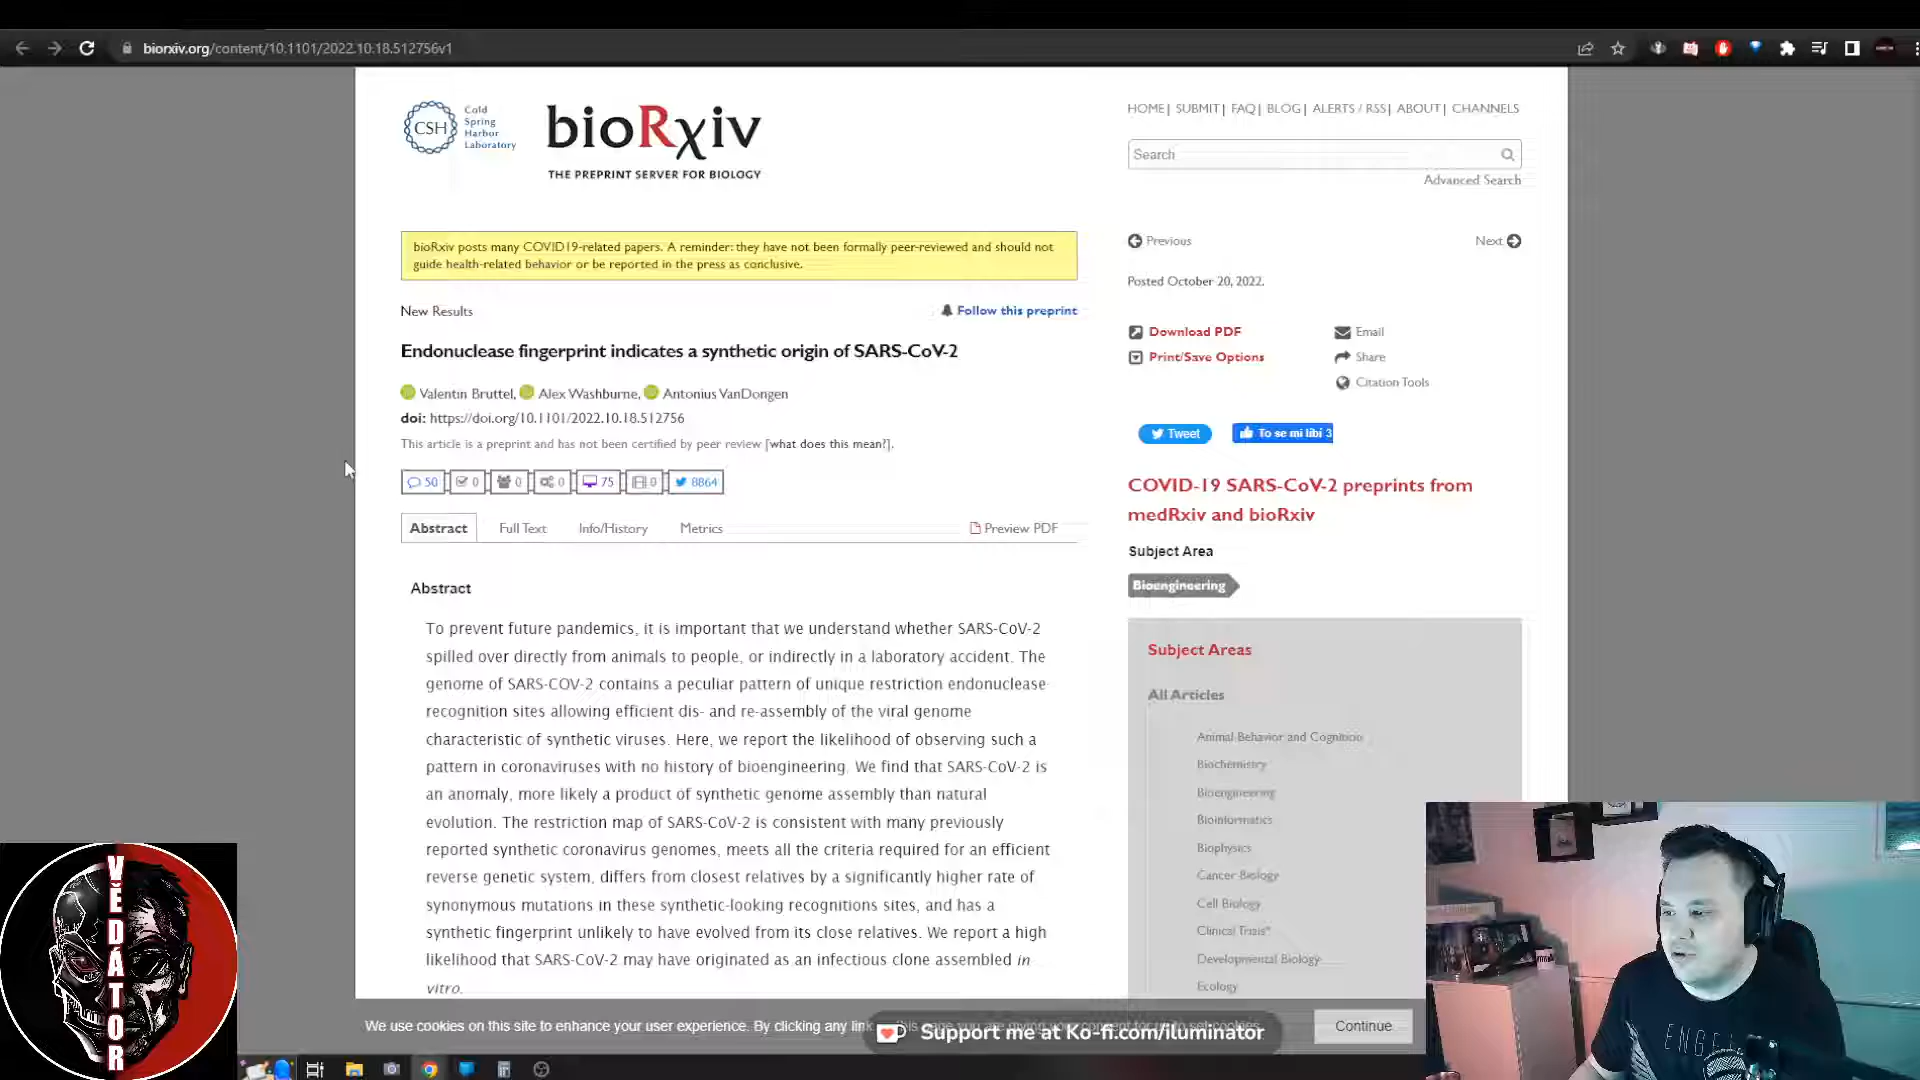 biorxiv.org/content/10.1101/2022.10.18.512756v1
CSH
Cold
Spring
Harbor
Laboratory
bioRxiv
THE PREPRINT SERVER FOR BIOLOGY
HOME| SUBMIT| FAQ| BLOG| ALERTS / RSS| ABOUT| CHANNELS
Search
Advanced Search
bioRxiv posts many COVID19-related papers. A reminder: they have not been formally peer-reviewed and should not
guide health-related behavior or be reported in the press as conclusive.
Previous
Next
Posted October 20, 2022.
New Results
Follow this preprint
Endonuclease fingerprint indicates a synthetic origin of SARS-CoV-2
Valentin Bruttel, Alex Washburne, Antonius VanDongen
doi: https://doi.org/10.1101/2022.10.18.512756
This article is a preprint and has not been certified by peer review [what does this mean?].
50
0
0
0
75
0
8864
Download PDF
Email
Print/Save Options
Share
Citation Tools
Tweet
To se mi líbí 3
Abstract
Full Text
Info/History
Metrics
Preview PDF
COVID-19 SARS-CoV-2 preprints from
medRxiv and bioRxiv
Subject Area
Bioengineering
Abstract
To prevent future pandemics, it is important that we understand whether SARS-CoV-2
spilled over directly from animals to people, or indirectly in a laboratory accident. The
genome of SARS-COV-2 contains a peculiar pattern of unique restriction endonuclease
recognition sites allowing efficient dis- and re-assembly of the viral genome
characteristic of synthetic viruses. Here, we report the likelihood of observing such a
pattern in coronaviruses with no history of bioengineering. We find that SARS-CoV-2 is
an anomaly, more likely a product of synthetic genome assembly than natural
evolution. The restriction map of SARS-CoV-2 is consistent with many previously
reported synthetic coronavirus genomes, meets all the criteria required for an efficient
reverse genetic system, differs from closest relatives by a significantly higher rate of
synonymous mutations in these synthetic-looking recognitions sites, and has a
synthetic fingerprint unlikely to have evolved from its close relatives. We report a high
likelihood that SARS-CoV-2 may have originated as an infectious clone assembled in
vitro.
Subject Areas
All Articles
Animal Behavior and Cognition
Biochemistry
Bioengineering
Bioinformatics
Biophysics
Cancer Biology
Cell Biology
Clinical Trials*
Developmental Biology
Ecology
We use cookies on this site to enhance your user experience. By clicking any link
Continue
Support me at Ko-fi.com/iluminator
VĚDÁTOR